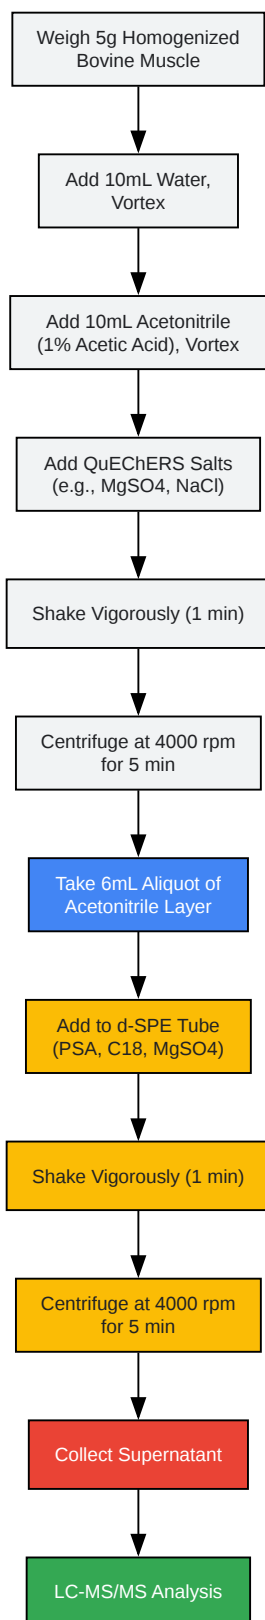 Weigh 5g Homogenized
Bovine Muscle
Add 10mL Water,
Vortex
Add 10mL Acetonitrile
(1% Acetic Acid), Vortex
Add QuEChERS Salts
(e.g., MgSO4, NaCl)
Shake Vigorously (1 min)
Centrifuge at 4000 rpm
for 5 min
Take 6mL Aliquot of
Acetonitrile Layer
Add to d-SPE Tube
(PSA, C18, MgSO4)
Shake Vigorously (1 min)
Centrifuge at 4000 rpm
for 5 min
Collect Supernatant
LC-MS/MS Analysis